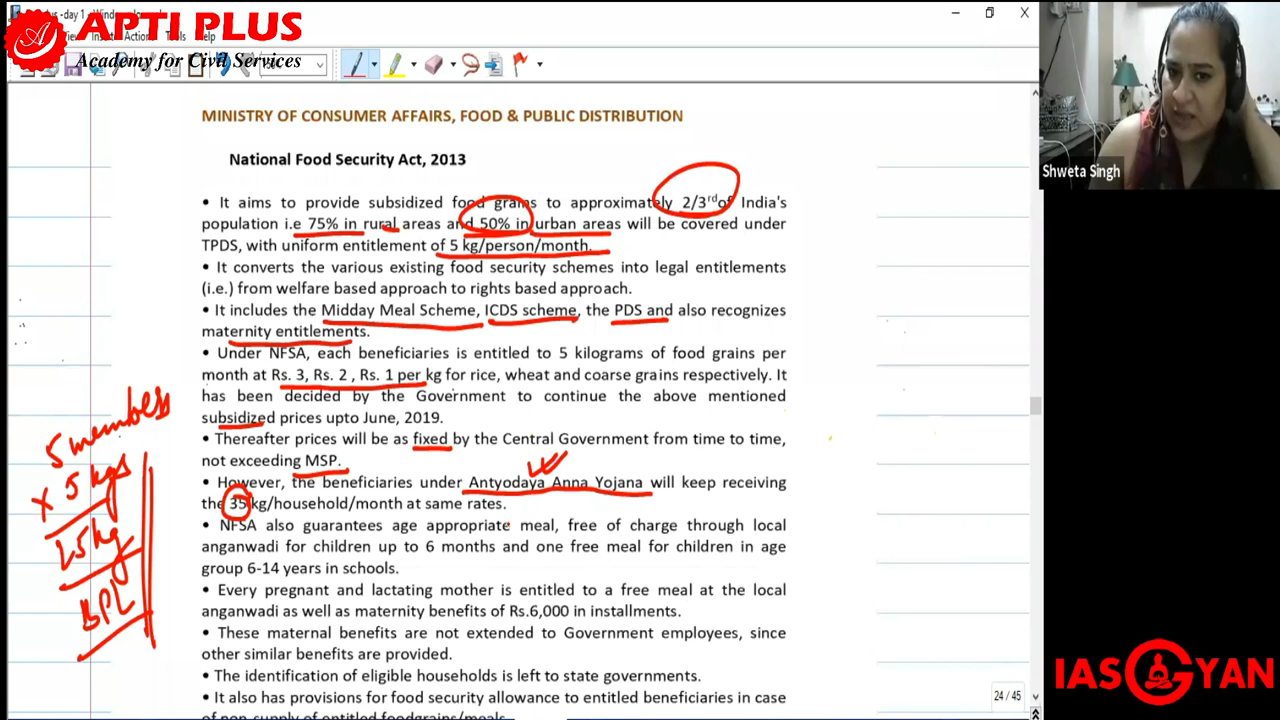 APTI PLUS
Academy for Civil Services
MINISTRY OF CONSUMER AFFAIRS, FOOD & PUBLIC DISTRIBUTION
National Food Security Act, 2013
• It aims to provide subsidized food grains to approximately 2/3rd of India's
population i.e 75% in rural areas and 50% in urban areas will be covered under
TPDS, with uniform entitlement of 5 kg/person/month.
• It converts the various existing food security schemes into legal entitlements
(i.e.) from welfare based approach to rights based approach.
• It includes the Midday Meal Scheme, ICDS scheme, the PDS and also recognizes
maternity entitlements.
• Under NFSA, each beneficiaries is entitled to 5 kilograms of food grains per
month at Rs. 3, Rs. 2 , Rs. 1 per kg for rice, wheat and coarse grains respectively. It
has been decided by the Government to continue the above mentioned
subsidized prices upto June, 2019.
• Thereafter prices will be as fixed by the Central Government from time to time,
not exceeding MSP.
• However, the beneficiaries under Antyodaya Anna Yojana will keep receiving
the 35 kg/household/month at same rates.
• NFSA also guarantees age appropriate meal, free of charge through local
anganwadi for children up to 6 months and one free meal for children in age
group 6-14 years in schools.
• Every pregnant and lactating mother is entitled to a free meal at the local
anganwadi as well as maternity benefits of Rs.6,000 in installments.
• These maternal benefits are not extended to Government employees, since
other similar benefits are provided.
• The identification of eligible households is left to state governments.
• It also has provisions for food security allowance to entitled beneficiaries in case
of non-supply of entitled foodgrains/meals.
5 members
x 5 kgs
25 kg
BPL
24 / 45
Shweta Singh
IAS GYAN